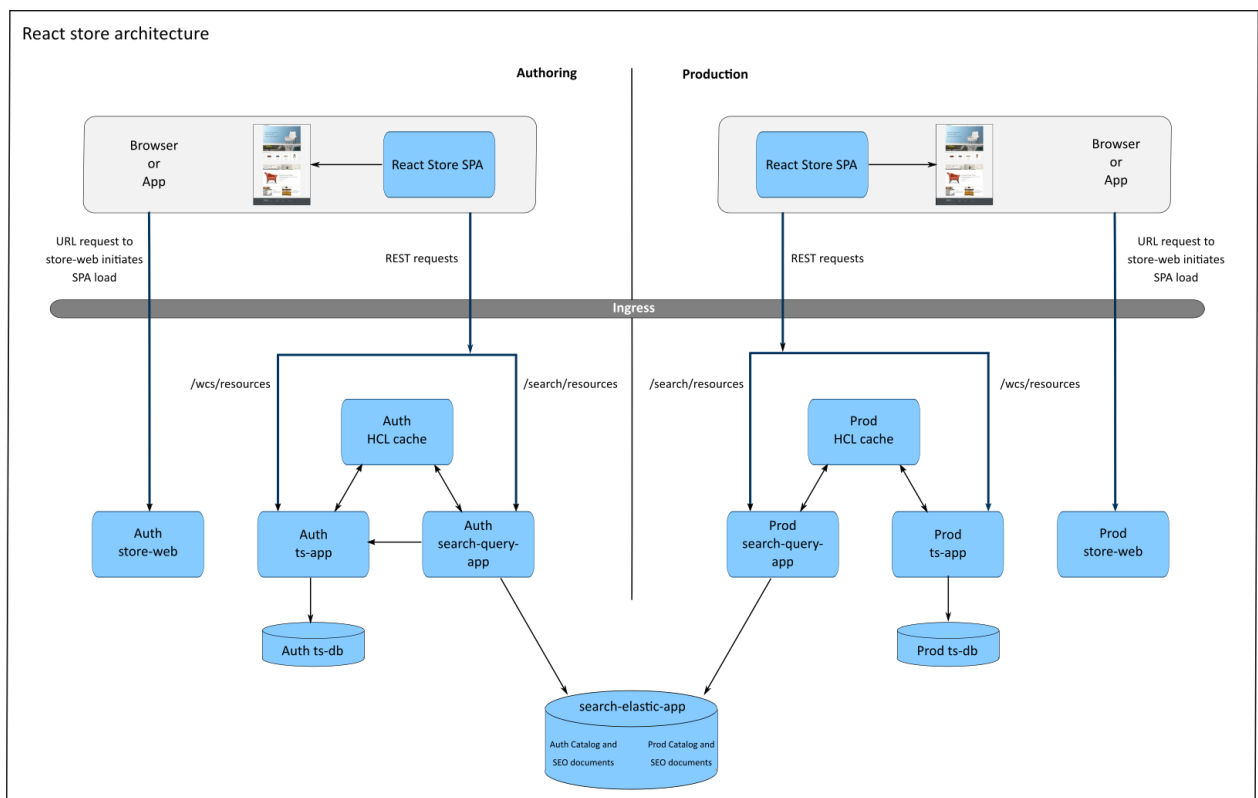 React store architecture
Authoring
Production
Browser
or
App
React Store SPA
React Store SPA
Browser
or
App
URL request to
store-web initiates
SPA load
REST requests
REST requests
URL request to
store-web initiates
SPA load
Ingress
/wcs/resources
/search/resources
/search/resources
/wcs/resources
Auth
HCL cache
Prod
HCL cache
Auth
store-web
Auth
ts-app
Auth
search-query-
app
Prod
search-query-
app
Prod
ts-app
Prod
store-web
Auth ts-db
Prod ts-db
search-elastic-app
Auth Catalog and
SEO documents
Prod Catalog and
SEO documents